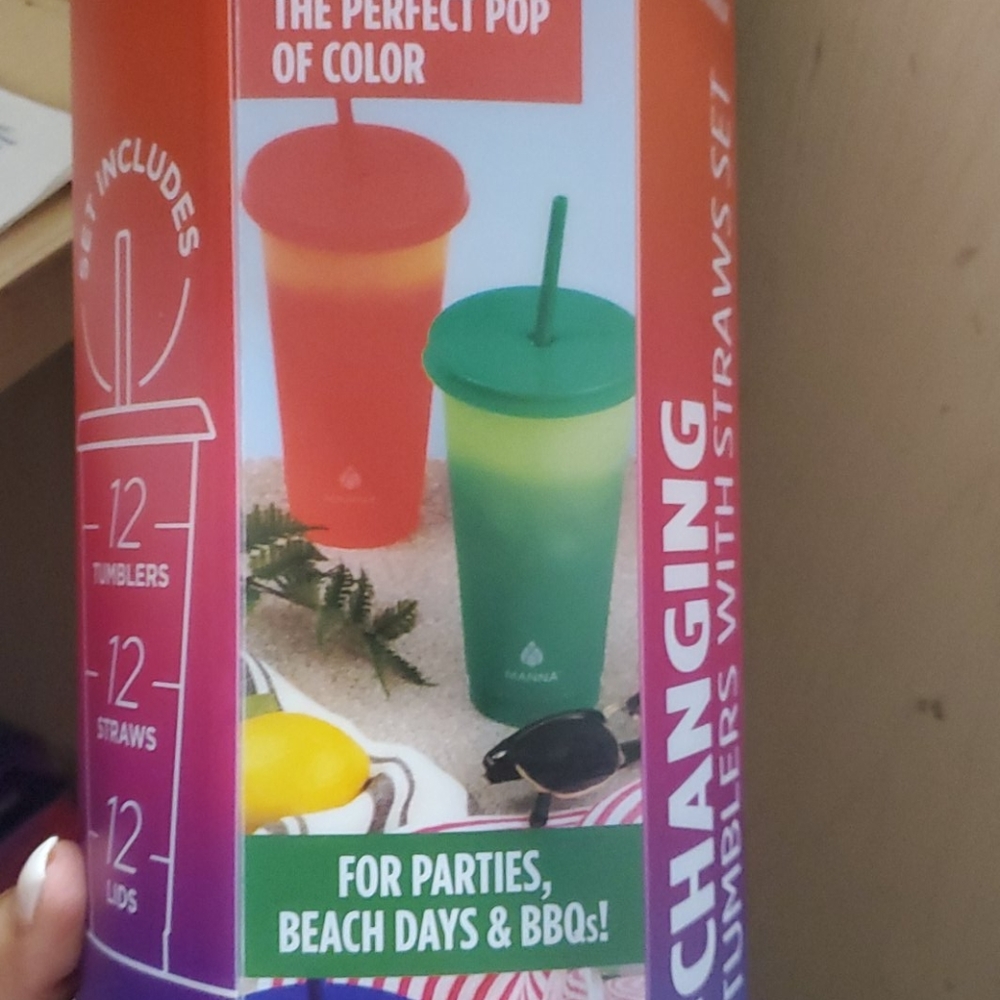 THE PERFECT POP
OF COLOR
SET INCLUDES
12
TUMBLERS
12
STRAWS
12
LIDS
MANNA
FOR PARTIES,
BEACH DAYS & BBQs!
CHANGING
TUMBLERS WITH STRAWS SET